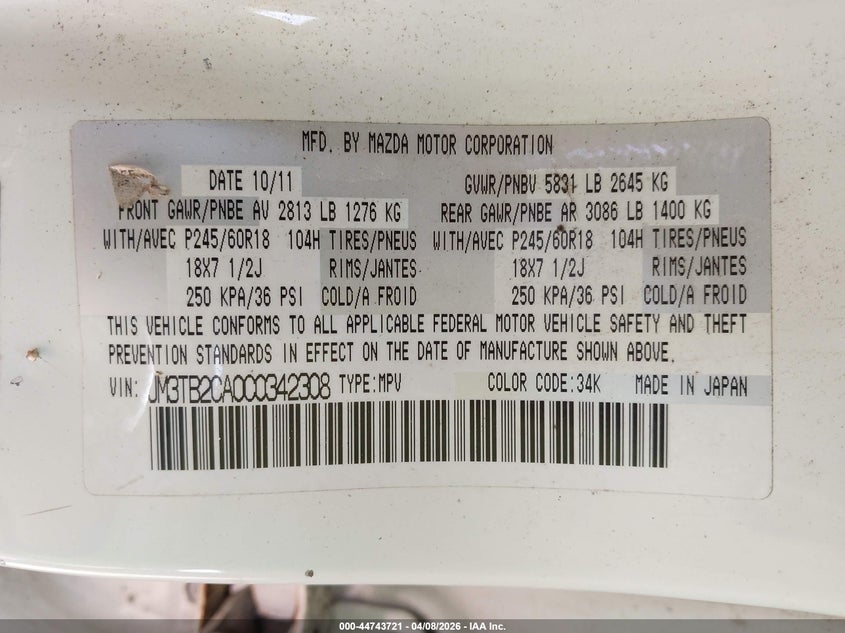 MFD. BY MAZDA MOTOR CORPORATION
DATE 10/11 GVWR/PNBV 5831 LB 2645 KG
FRONT GAWR/PNBE AV 2813 LB 1276 KG REAR GAWR/PNBE AR 3086 LB 1400 KG
WITH/AVEC P245/60R18 104H TIRES/PNEUS WITH/AVEC P245/60R18 104H TIRES/PNEUS
18X7 1/2J RIMS/JANTES 18X7 1/2J RIMS/JANTES
250 KPA/36 PSI COLD/A FROID 250 KPA/36 PSI COLD/A FROID
THIS VEHICLE CONFORMS TO ALL APPLICABLE FEDERAL MOTOR VEHICLE SAFETY AND THEFT
PREVENTION STANDARDS IN EFFECT ON THE DATE OF MANUFACTURE SHOWN ABOVE.
VIN: JM3TB2CA0C0342308 TYPE:MPV COLOR CODE:34K MADE IN JAPAN
000-44743721 - 04/08/2026 - IAA Inc.